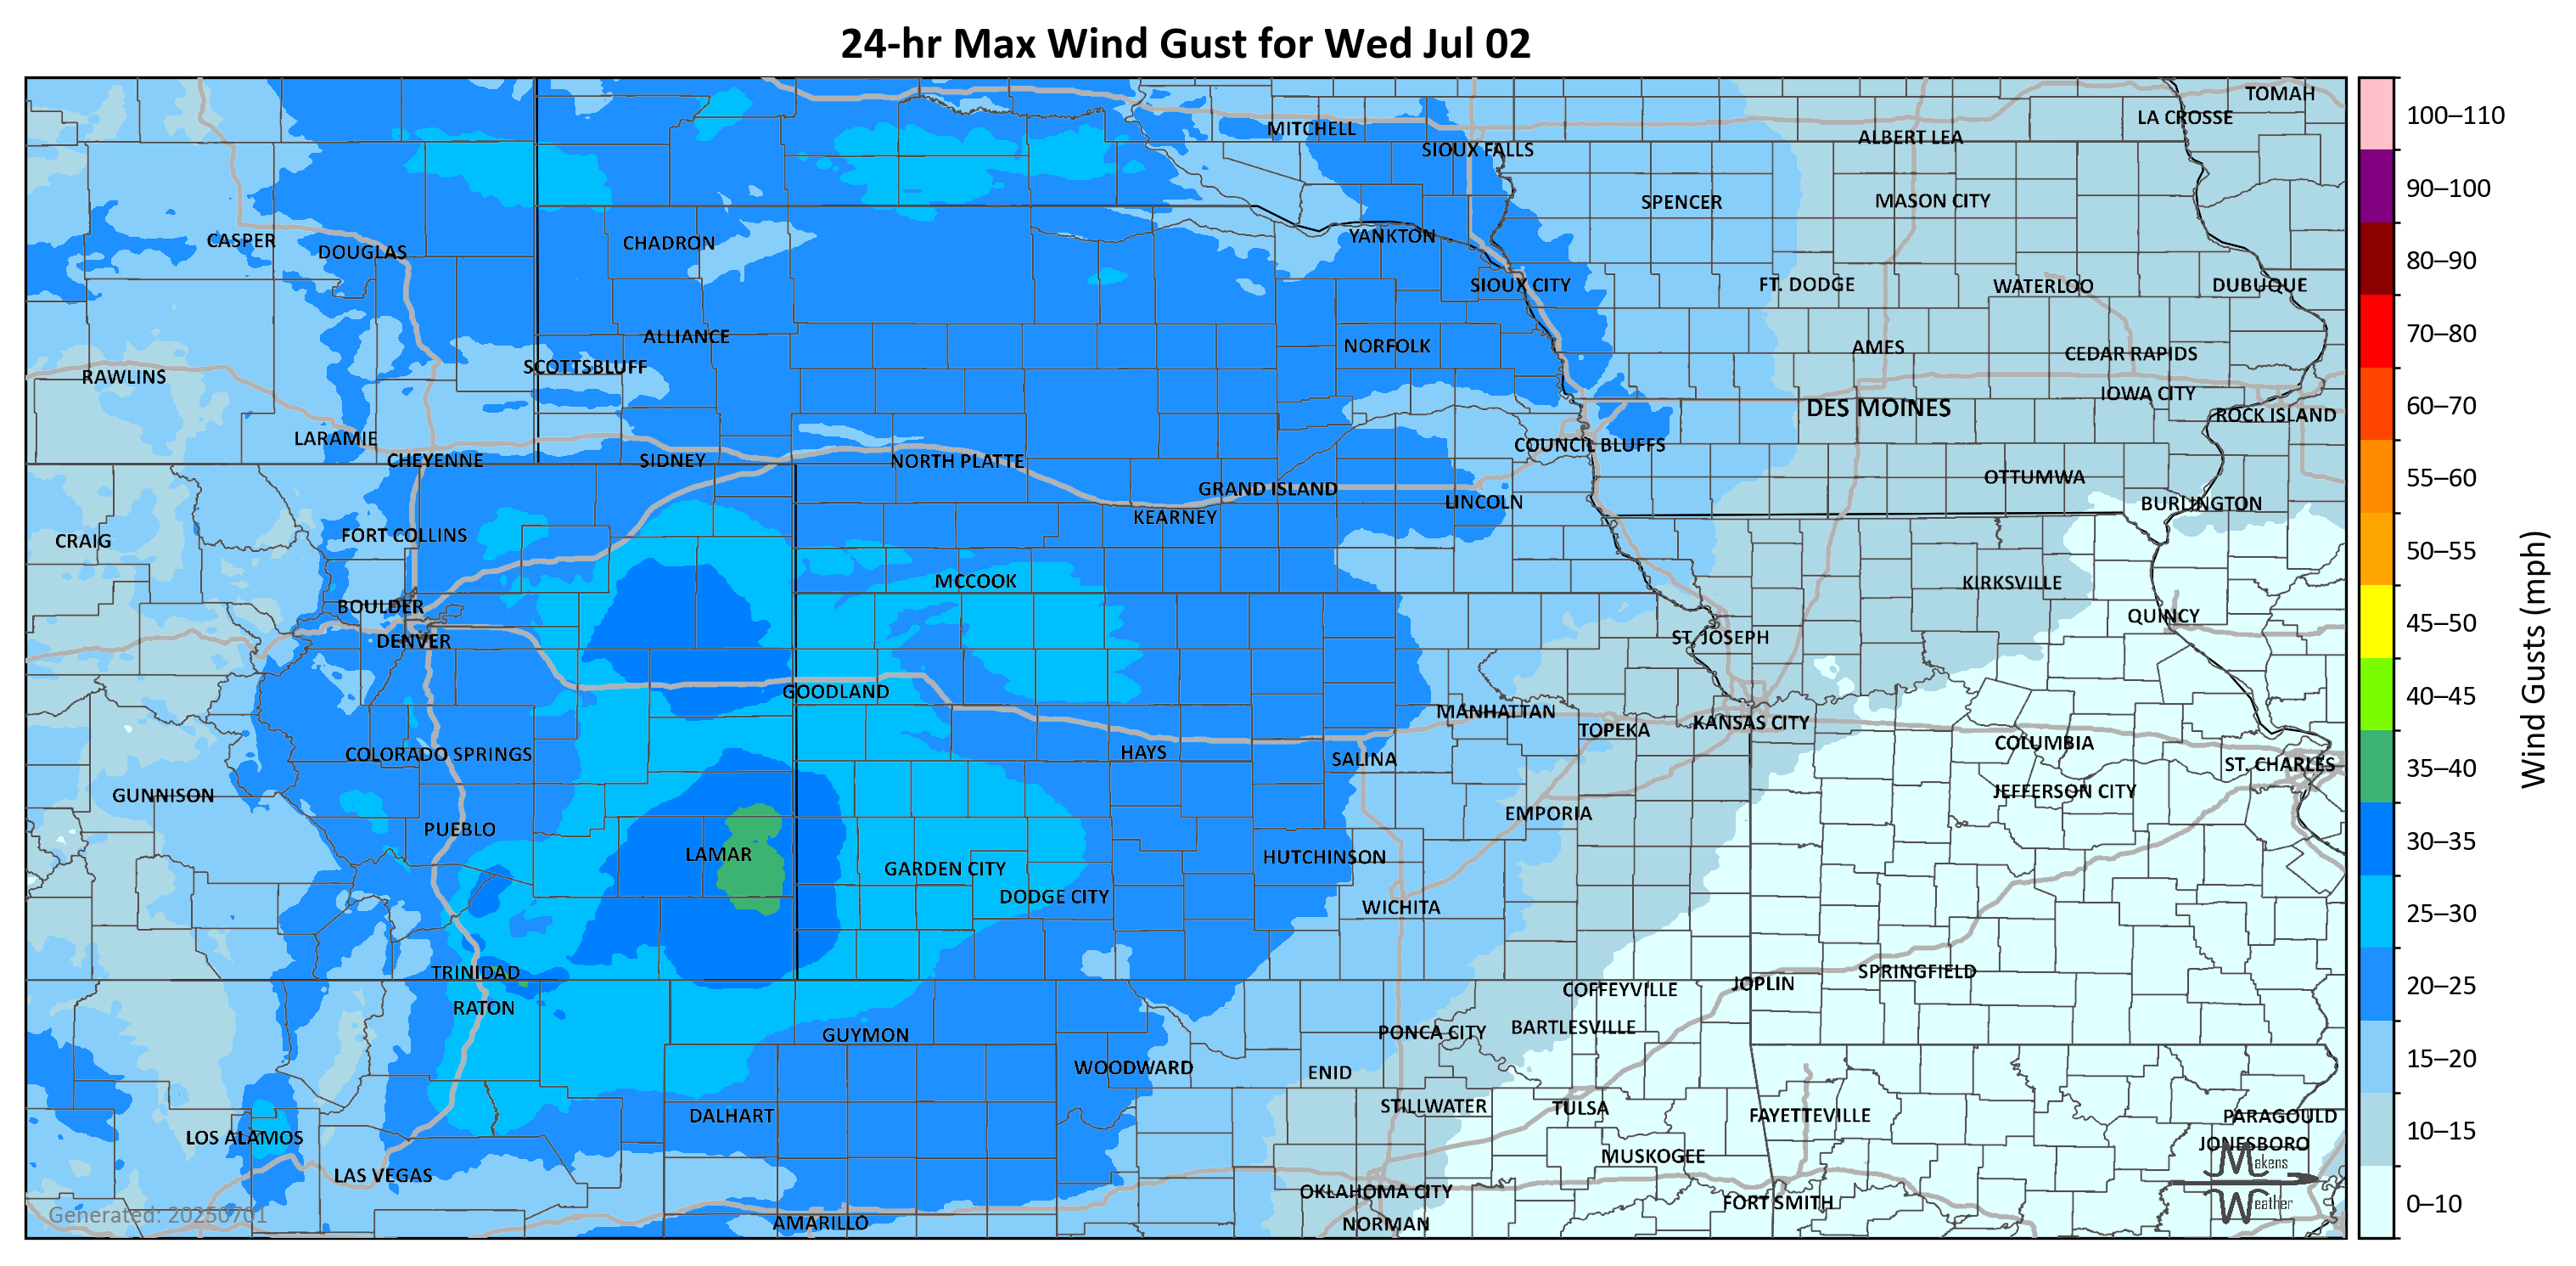 24-hr Max Wind Gust for Wed Jul 02
TOMAH
LA CROSSE
MITCHELL
ALBERT LEA
SIOUX FALLS
SPENCER
MASON CITY
CASPER
DOUGLAS
CHADRON
YANKTON
SIOUX CITY
FT. DODGE
WATERLOO
DUBUQUE
ALLIANCE
NORFOLK
AMES
CEDAR RAPIDS
SCOTTSBLUFF
RAWLINS
IOWA CITY
DES MOINES
ROCK ISLAND
LARAMIE
COUNCIL BLUFFS
CHEYENNE
SIDNEY
NORTH PLATTE
OTTUMWA
GRAND ISLAND
LINCOLN
BURLINGTON
KEARNEY
CRAIG
FORT COLLINS
MCCOOK
KIRKSVILLE
BOULDER
QUINCY
DENVER
ST. JOSEPH
GOODLAND
MANHATTAN
TOPEKA
KANSAS CITY
COLUMBIA
COLORADO SPRINGS
HAYS
SALINA
ST. CHARLES
GUNNISON
JEFFERSON CITY
EMPORIA
PUEBLO
LAMAR
HUTCHINSON
GARDEN CITY
DODGE CITY
WICHITA
TRINIDAD
SPRINGFIELD
JOPLIN
COFFEYVILLE
RATON
GUYMON
PONCA CITY
BARTLESVILLE
WOODWARD
ENID
STILLWATER
TULSA
DALHART
FAYETTEVILLE
PARAGOULD
LOS ALAMOS
JONESBORO
LAS VEGAS
MUSKOGEE
OKLAHOMA CITY
FORT SMITH
AMARILLO
NORMAN
Makens
Weather
Generated: 20250701
100–110
90–100
80–90
70–80
60–70
55–60
50–55
45–50
40–45
35–40
30–35
25–30
20–25
15–20
10–15
0–10
Wind Gusts (mph)